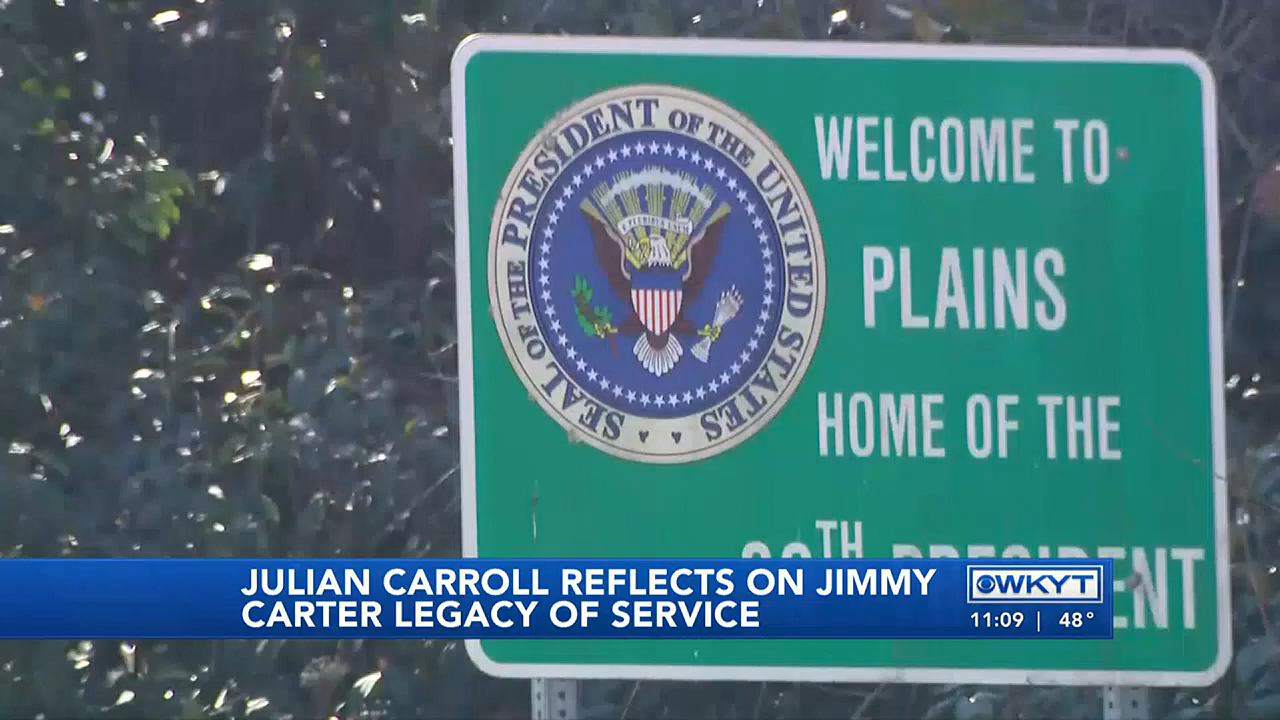 SEAL OF THE PRESIDENT OF THE UNITED STATES
WELCOME TO
PLAINS
HOME OF THE
TH PRESIDENT
JULIAN CARROLL REFLECTS ON JIMMY
CARTER LEGACY OF SERVICE
WKYT
11:09 | 48°